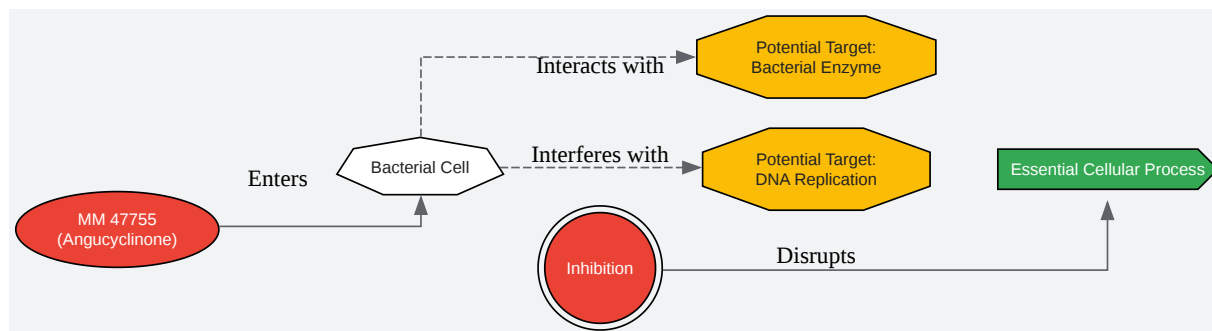 Potential Target:
Bacterial Enzyme
Interacts with
Interferes with
Potential Target:
DNA Replication
Bacterial Cell
Essential Cellular Process
Enters
MM 47755
(Angucyclinone)
Inhibition
Disrupts